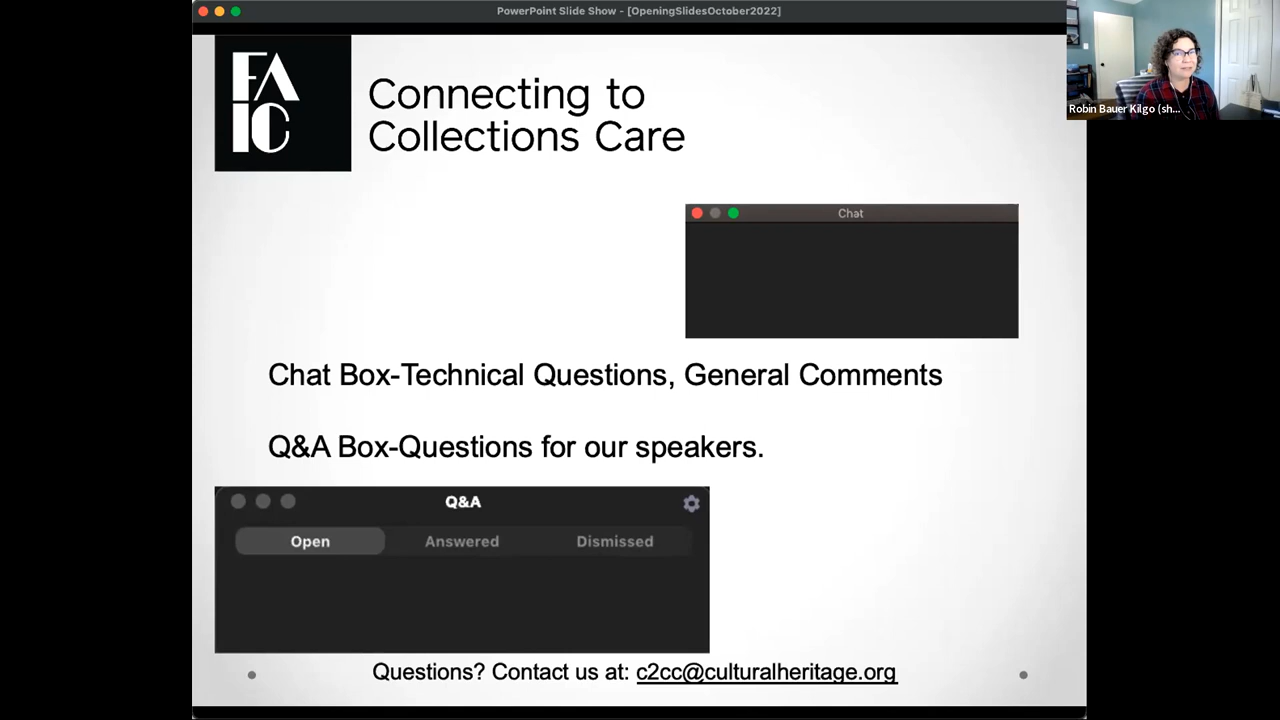 PowerPoint Slide Show - [OpeningSlidesOctober2022]
FA
IC
Connecting to
Collections Care
Robin Bauer Kilgo (sh...
Chat
Chat Box-Technical Questions, General Comments
Q&A Box-Questions for our speakers.
Q&A
Open Answered Dismissed
Questions? Contact us at: c2cc@culturalheritage.org